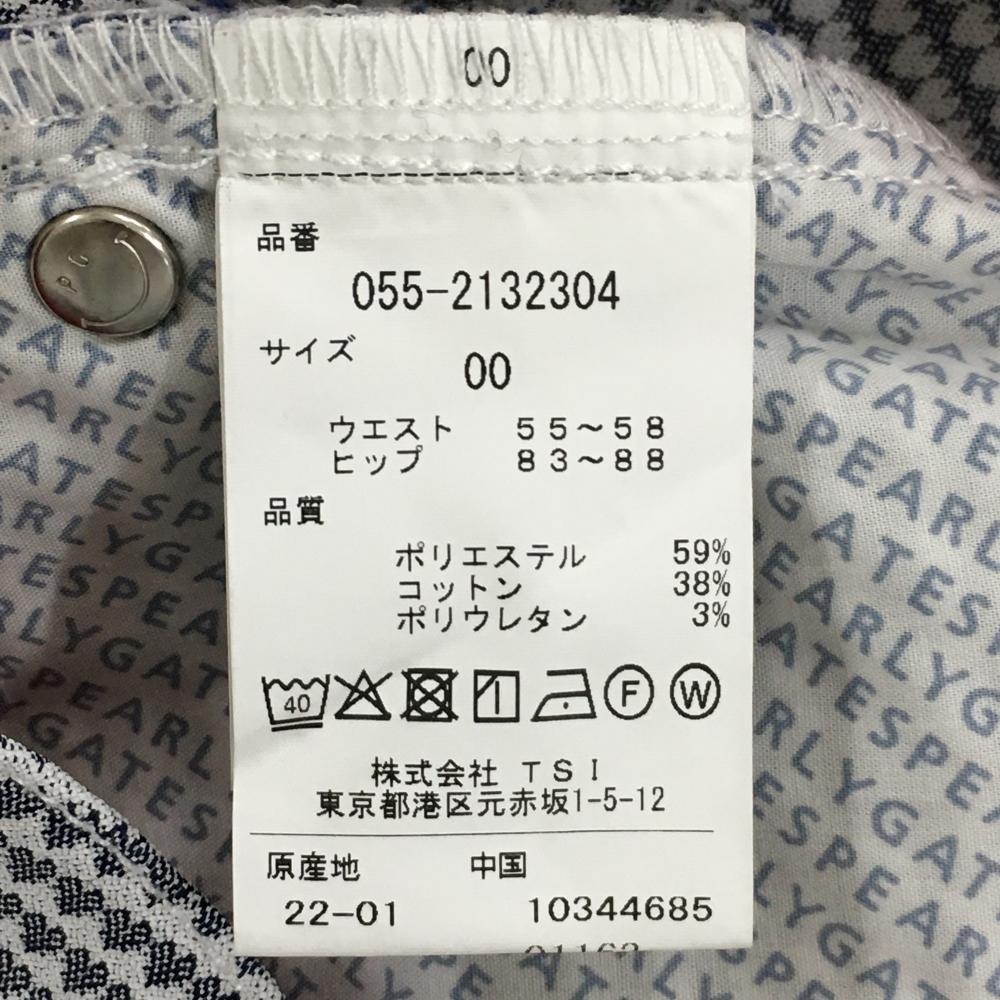 00
品番
055-2132304
サイズ
00
ウエスト 55～58
ヒップ 83～88
品質
ポリエステル 59%
コットン 38%
ポリウレタン 3%
40 F W
株式会社 TSI
東京都港区元赤坂1-5-12
原産地 中国
22-01 10344685
PEARLY GATES